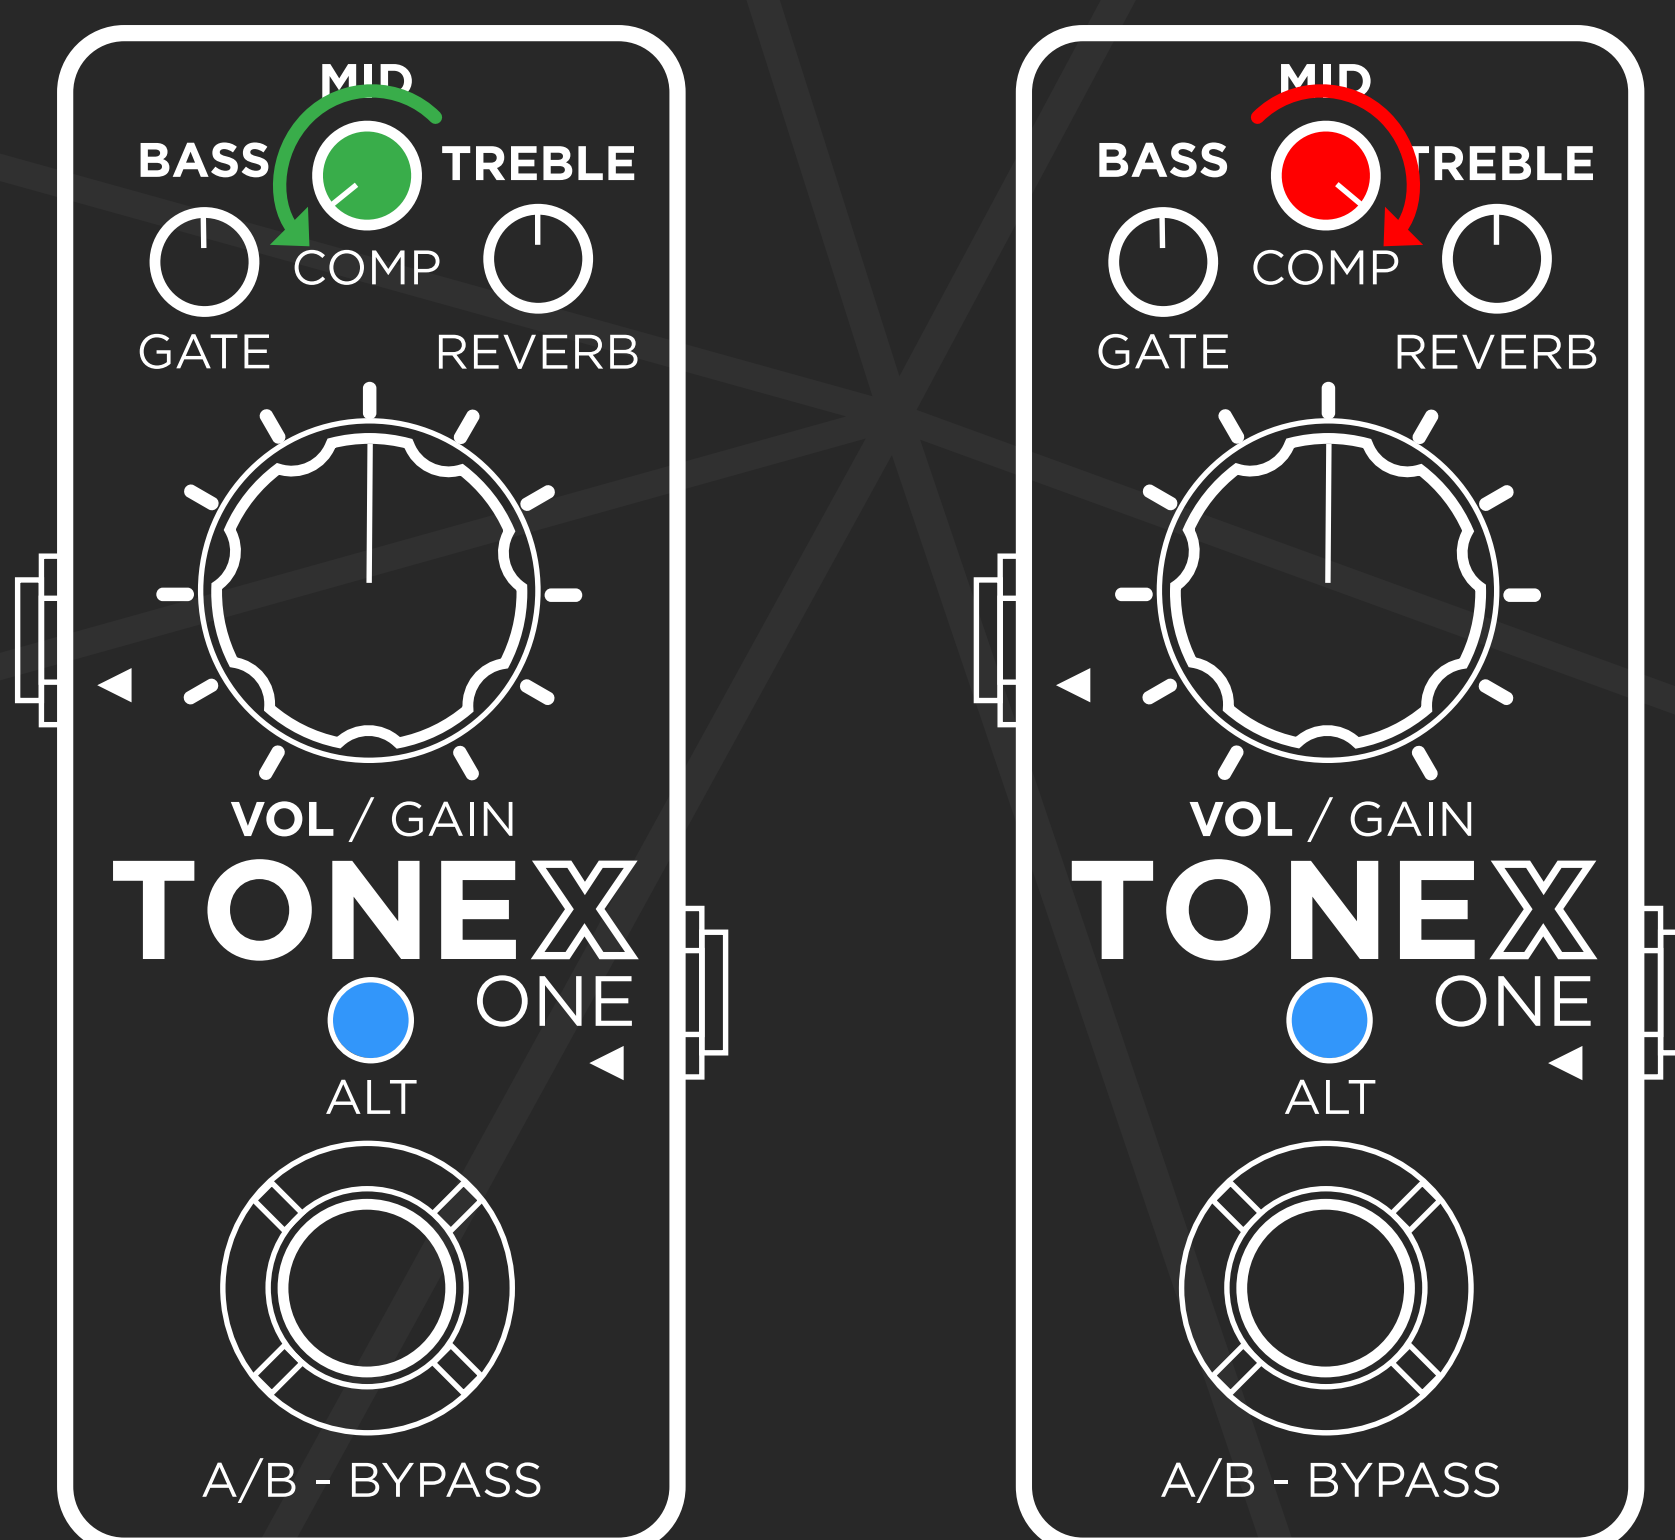 MID
BASS
TREBLE
COMP
GATE
REVERB
VOL / GAIN
TONEX
ONE
ALT
A/B - BYPASS
MID
BASS
TREBLE
COMP
GATE
REVERB
VOL / GAIN
TONEX
ONE
ALT
A/B - BYPASS